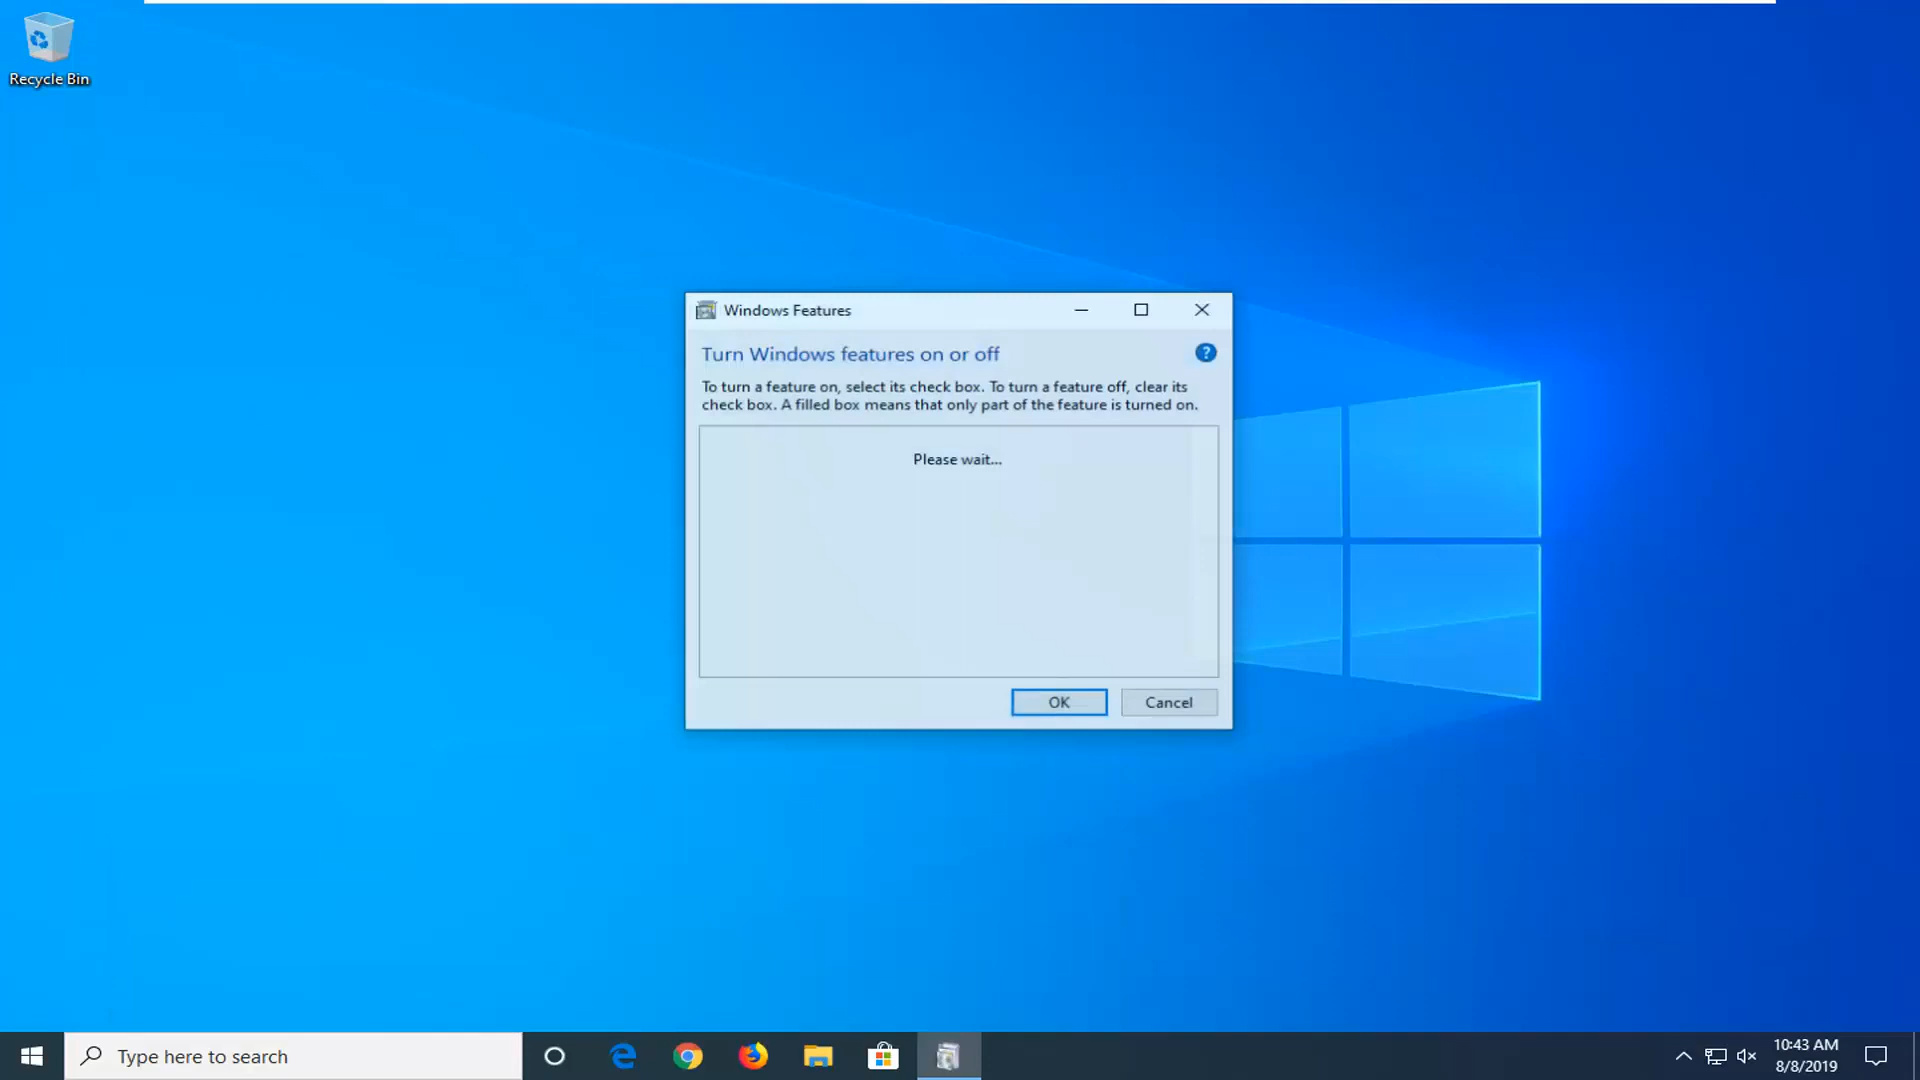 Recycle Bin
Windows Features
Turn Windows features on or off
To turn a feature on, select its check box. To turn a feature off, clear its
check box. A filled box means that only part of the feature is turned on.
Please wait...
OK
Cancel
Type here to search
10:43 AM
8/8/2019